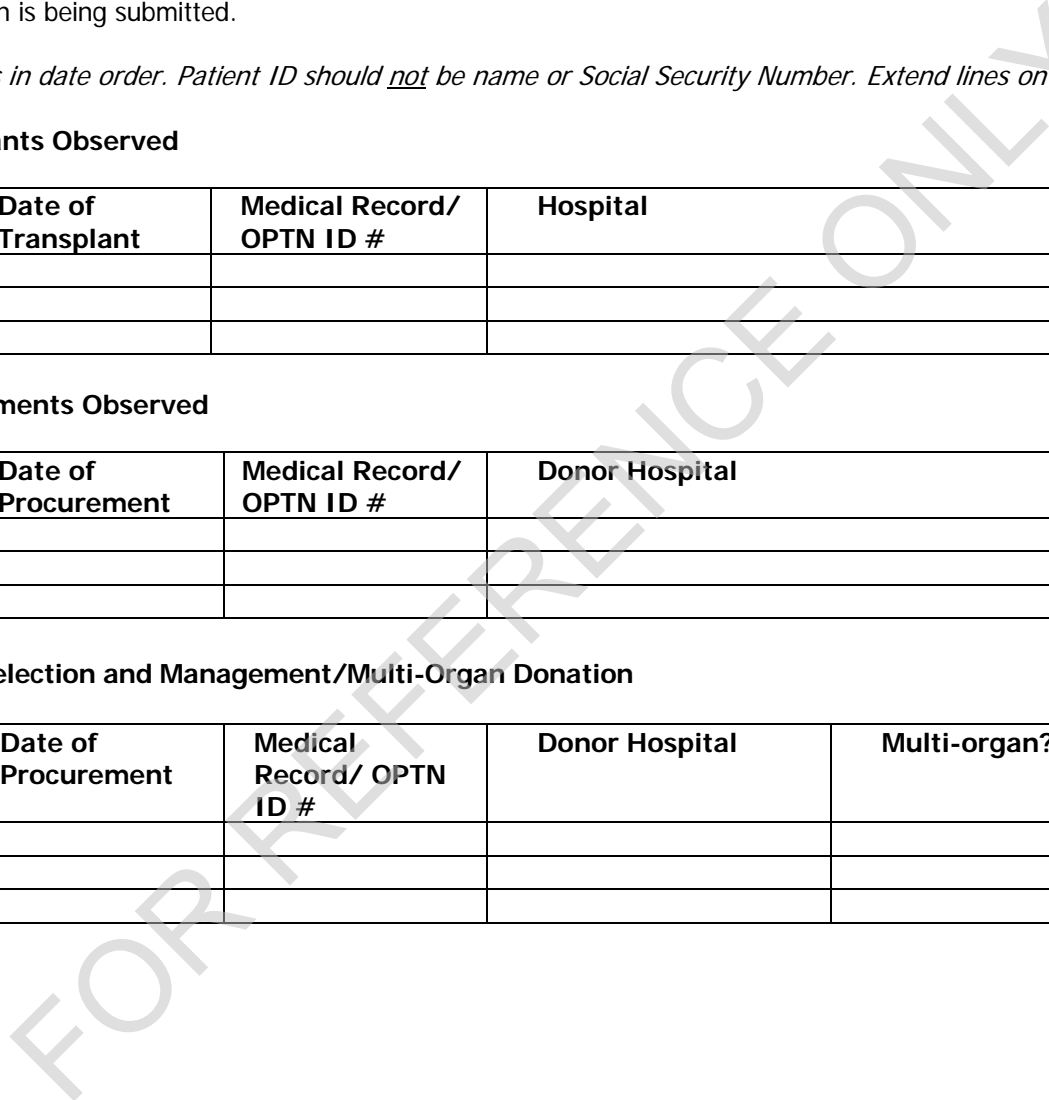 n is being submitted.
s in date order. Patient ID should not be name or Social Security Number. Extend lines on
ants Observed
Date of Transplant Medical Record/ OPTN ID # Hospital
ments Observed
Date of Procurement Medical Record/ OPTN ID # Donor Hospital
election and Management/Multi-Organ Donation
Date of Procurement Medical Record/ OPTN ID # Donor Hospital Multi-organ?
FOR REFERENCE ONLY